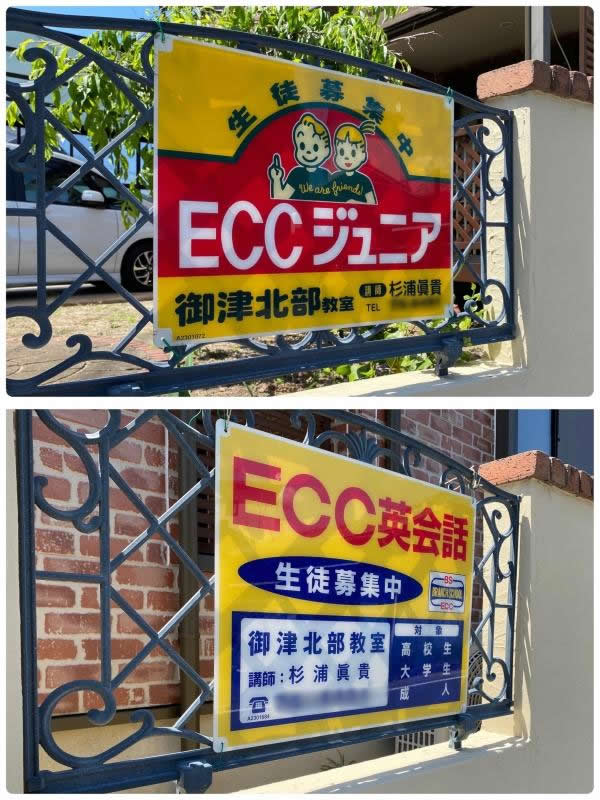 生徒募集中
We are friends!
ECCジュニア
御津北部教室
講師 杉浦眞貴
TEL
A2301072
ECC英会話
生徒募集中
BS
BRANCH SCHOOL
ECC
御津北部教室
講師：杉浦眞貴
☎
対象
高校生
大学生
成人
A2301084